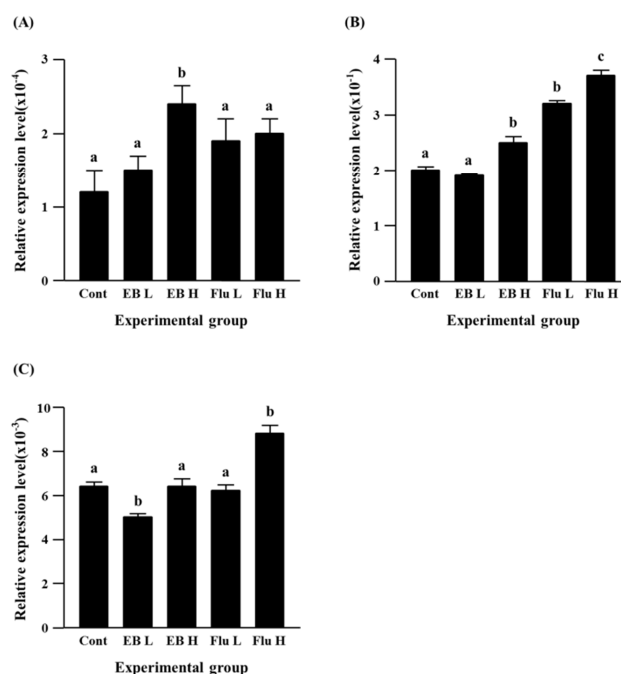 (A)
Relative expression level(x10⁻⁴)
3
2
1
0
a
a
b
a
a
Cont EB L EB H Flu L Flu H
Experimental group
(B)
Relative expression level(x10⁻¹)
4
3
2
1
0
a
a
b
b
c
Cont EB L EB H Flu L Flu H
Experimental group
(C)
Relative expression level(x10⁻³)
10
8
6
4
2
0
a
b
a
a
b
Cont EB L EB H Flu L Flu H
Experimental group